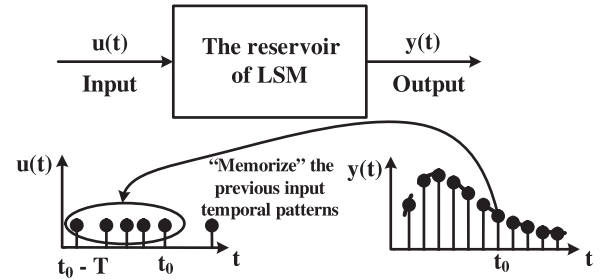 u(t)
Input
The reservoir
of LSM
y(t)
Output
u(t)
t₀ - T
t₀
t
“Memorize” the
previous input
temporal patterns
y(t)
t₀
t